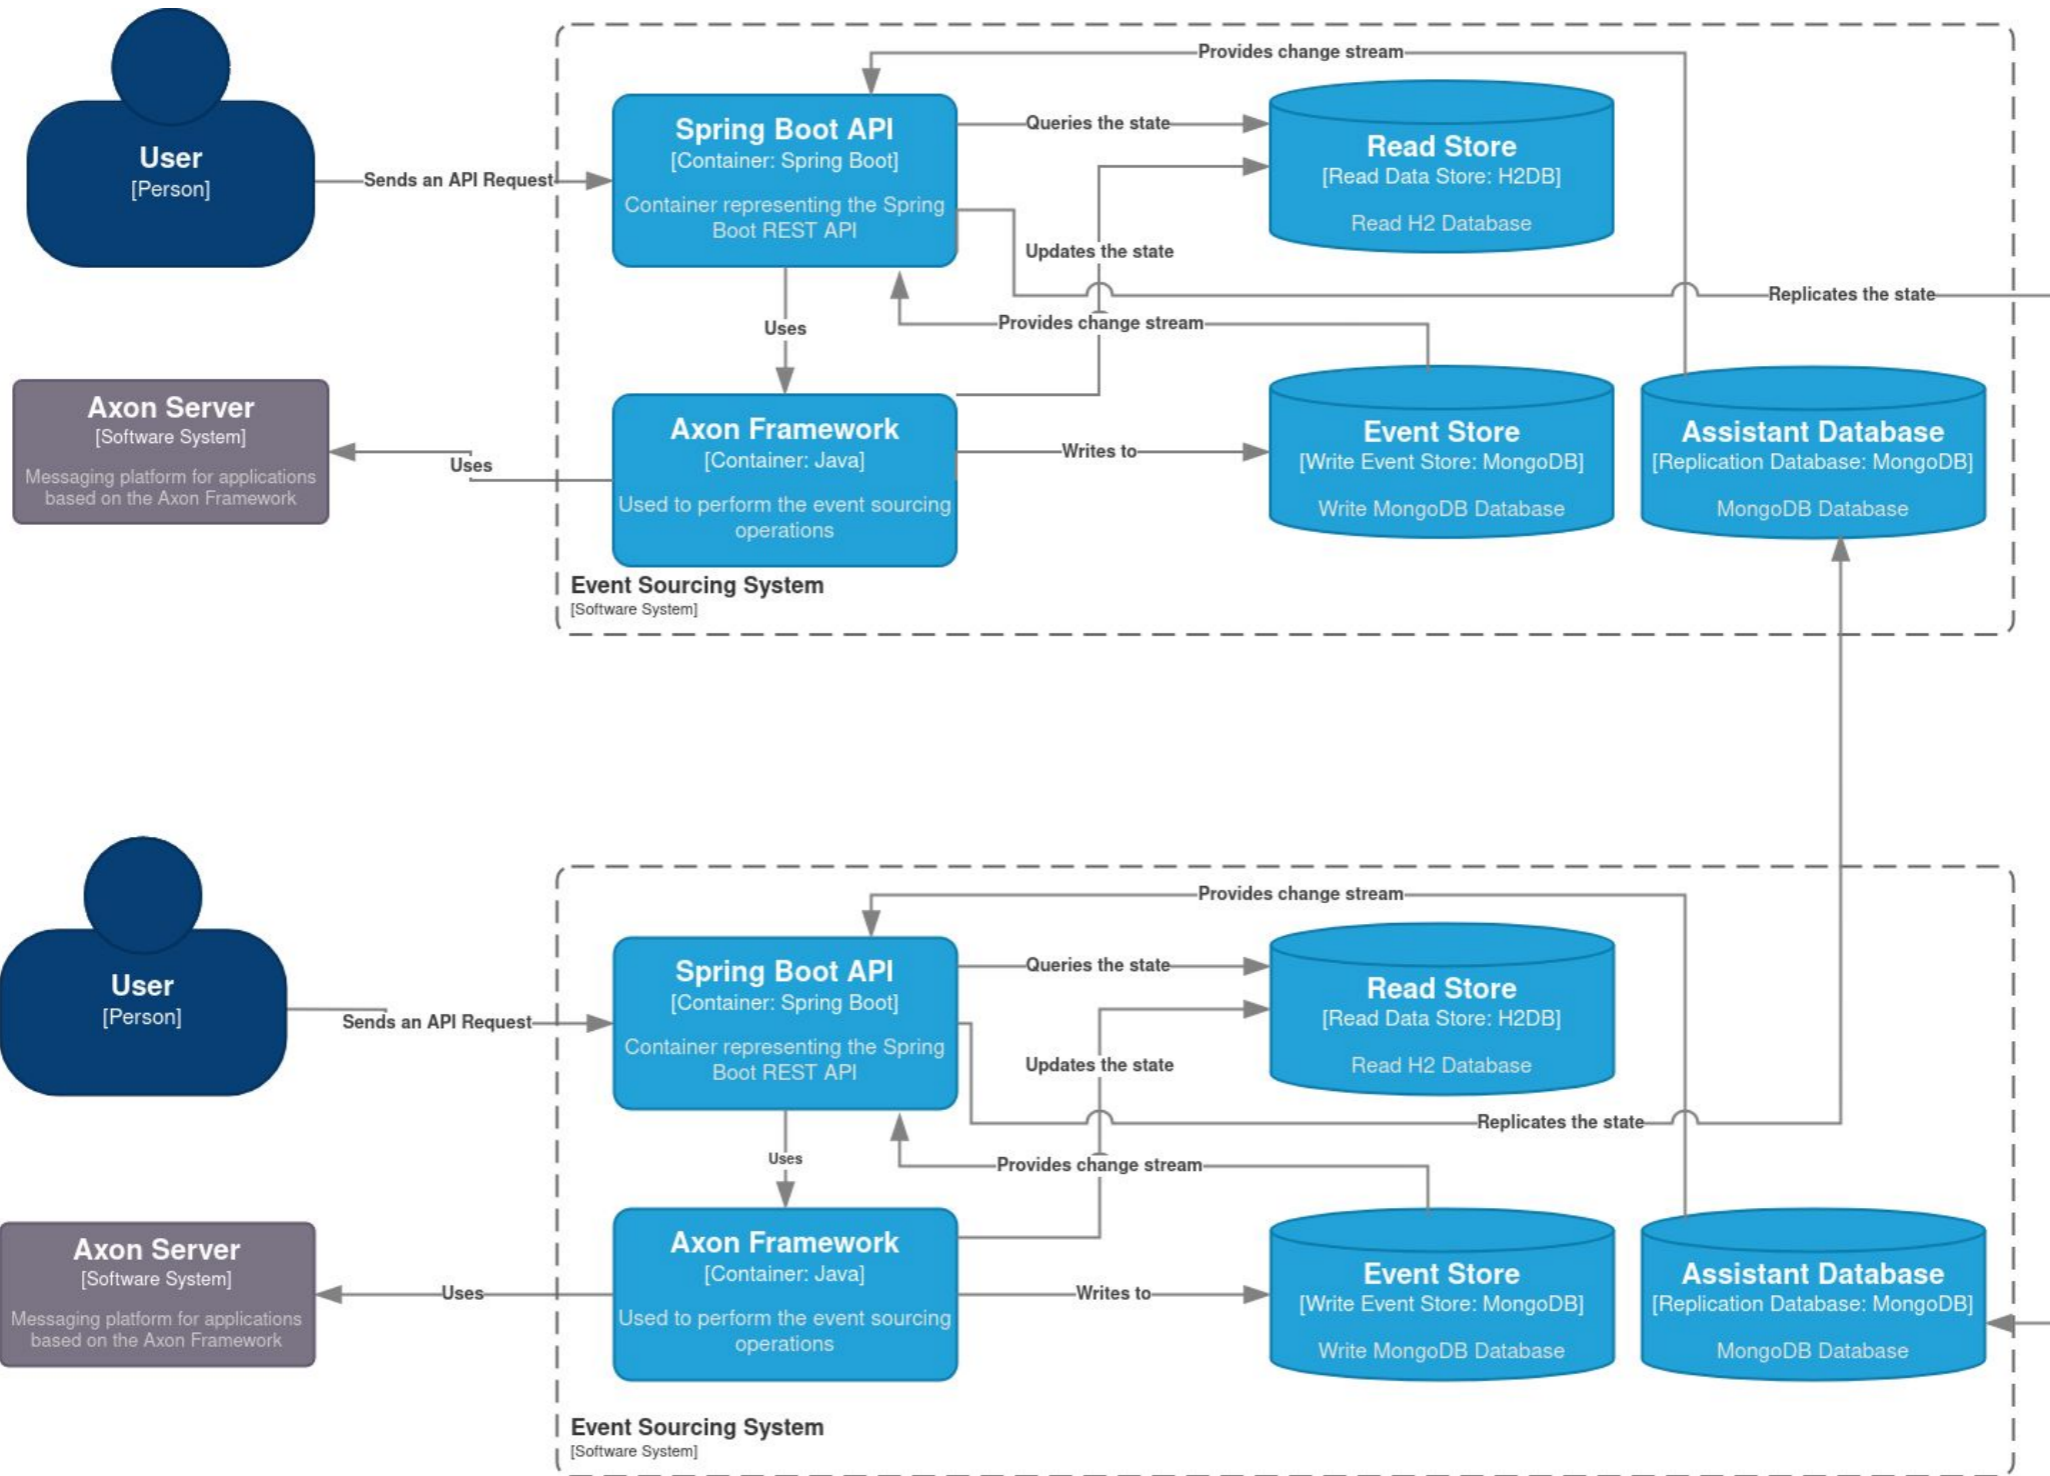 Provides change stream
User
[Person]
Sends an API Request
Spring Boot API
[Container: Spring Boot]
Container representing the Spring
Boot REST API
Queries the state
Read Store
[Read Data Store: H2DB]
Read H2 Database
Updates the state
Replicates the state
Provides change stream
Uses
Axon Server
[Software System]
Messaging platform for applications
based on the Axon Framework
Uses
Axon Framework
[Container: Java]
Used to perform the event sourcing
operations
Writes to
Event Store
[Write Event Store: MongoDB]
Write MongoDB Database
Assistant Database
[Replication Database: MongoDB]
MongoDB Database
Event Sourcing System
[Software System]
Provides change stream
User
[Person]
Sends an API Request
Spring Boot API
[Container: Spring Boot]
Container representing the Spring
Boot REST API
Queries the state
Read Store
[Read Data Store: H2DB]
Read H2 Database
Updates the state
Replicates the state
Provides change stream
Uses
Axon Server
[Software System]
Messaging platform for applications
based on the Axon Framework
Uses
Axon Framework
[Container: Java]
Used to perform the event sourcing
operations
Writes to
Event Store
[Write Event Store: MongoDB]
Write MongoDB Database
Assistant Database
[Replication Database: MongoDB]
MongoDB Database
Event Sourcing System
[Software System]